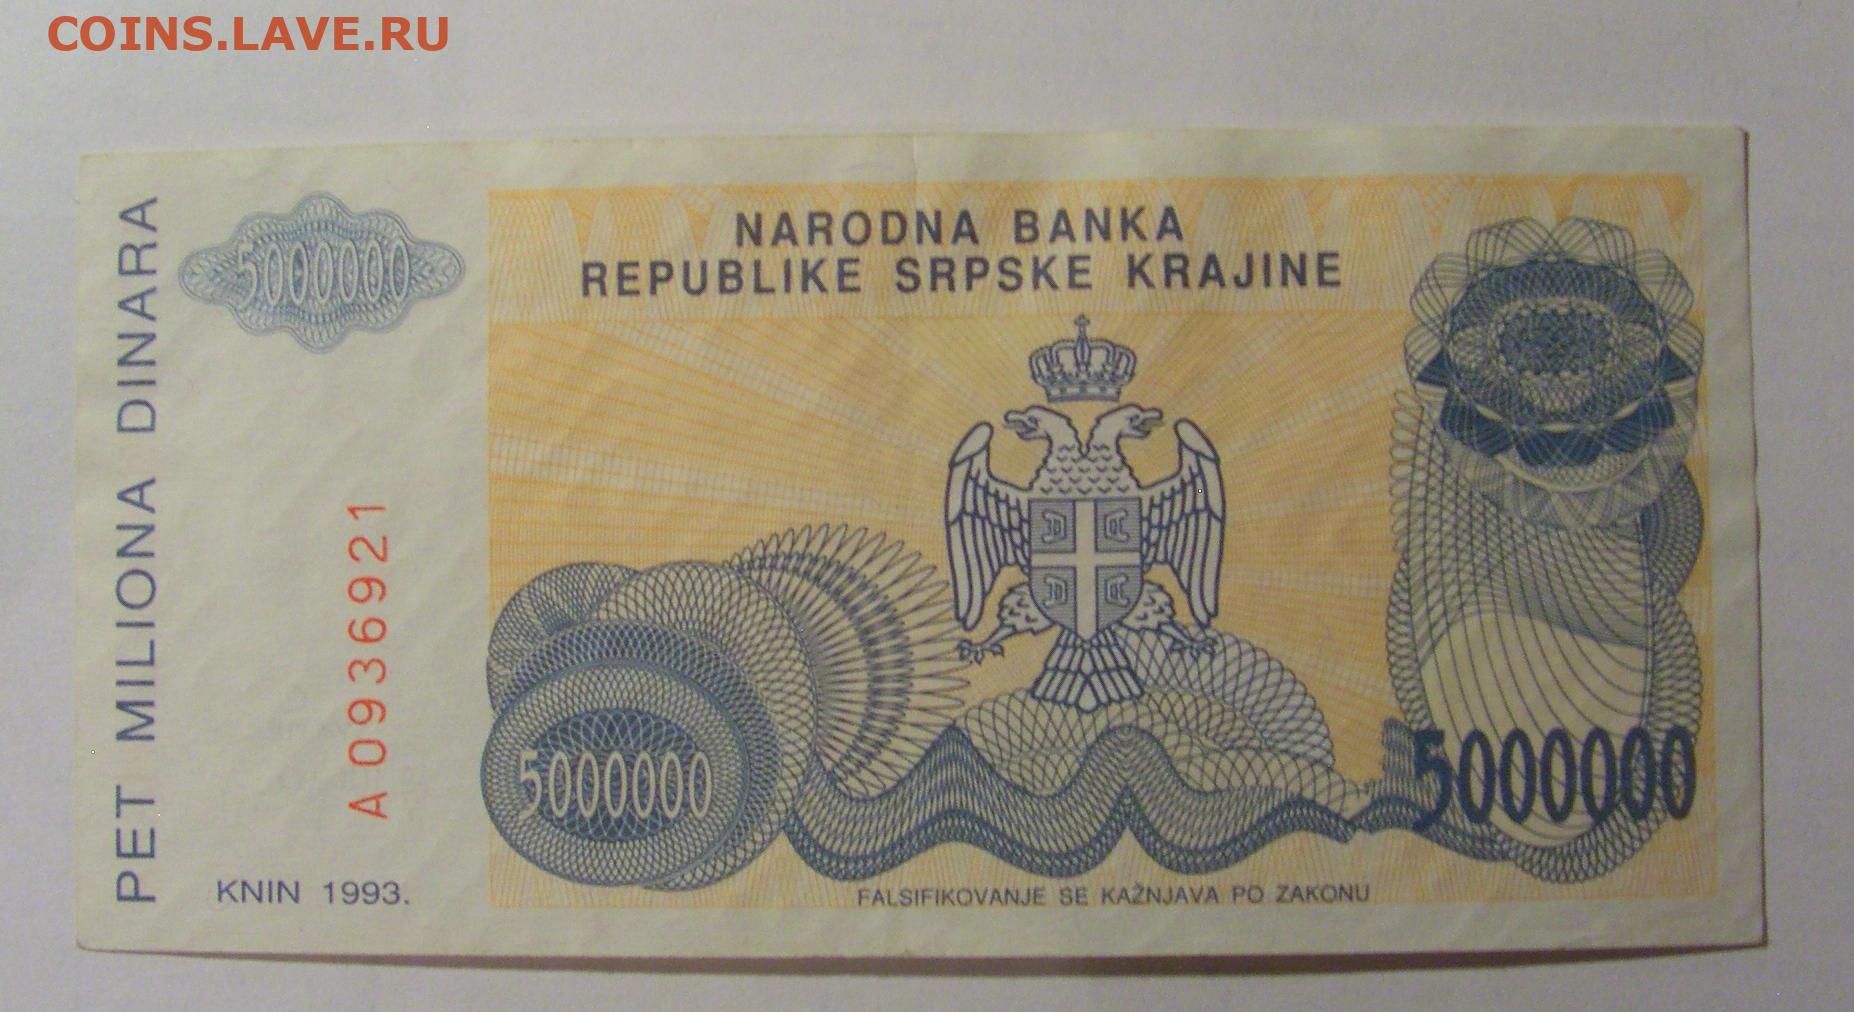 COINS.LAVE.RU
PET MILIONA DINARA
5000000
NARODNA BANKA
REPUBLIKE SRPSKE KRAJINE
A0936921
5000000
5000000
KNIN 1993.
FALSIFIKOVANJE SE KAŽNJAVA PO ZAKONU